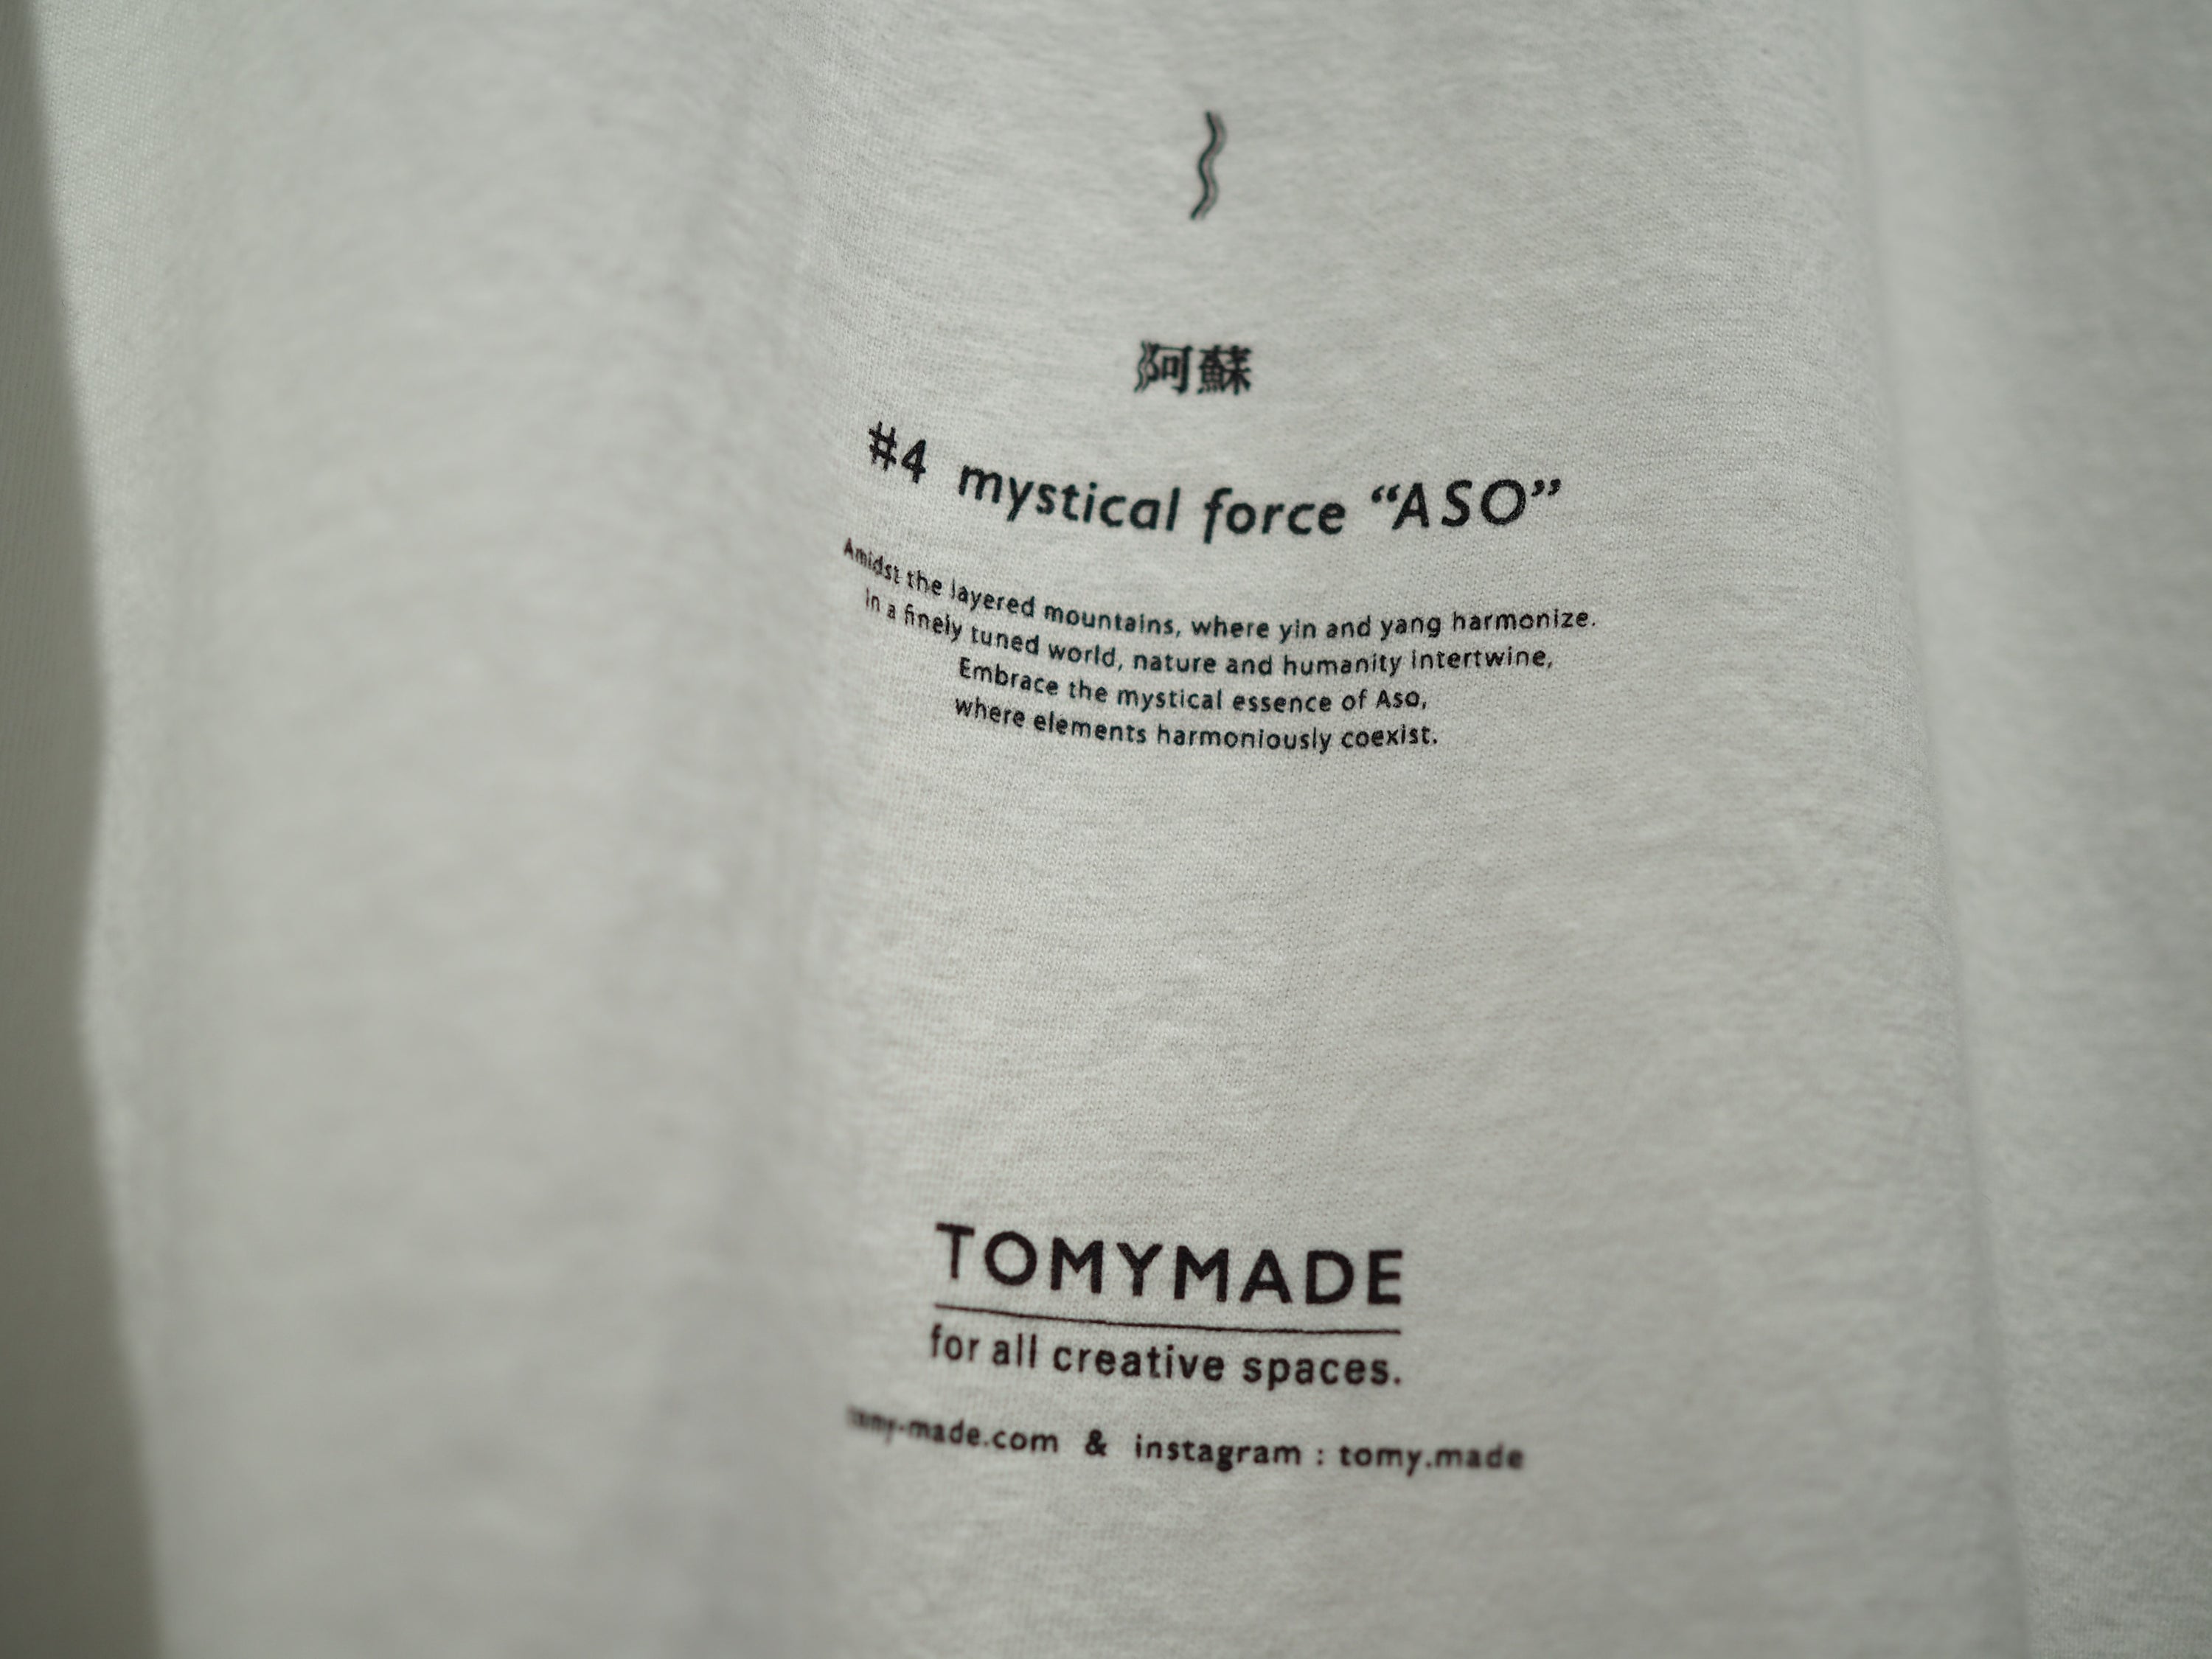 阿蘇
#4 mystical force “ASO”
Amidst the layered mountains, where yin and yang harmonize.
in a finely tuned world, nature and humanity intertwine,
Embrace the mystical essence of Aso,
where elements harmoniously coexist.
TOMYMADE
for all creative spaces.
tomy-made.com & instagram : tomy.made